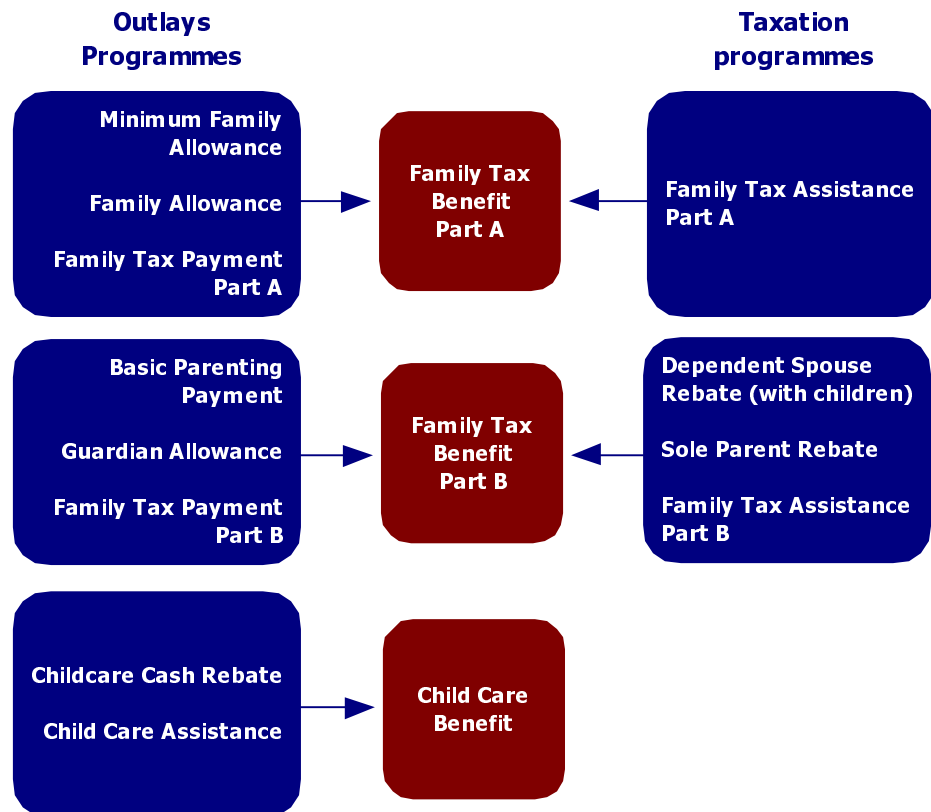 Outlays
Programmes
Taxation
programmes
Minimum Family
Allowance
Family Allowance
Family Tax Payment
Part A
Family Tax
Benefit
Part A
Family Tax Assistance
Part A
Basic Parenting
Payment
Guardian Allowance
Family Tax Payment
Part B
Family Tax
Benefit
Part B
Dependent Spouse
Rebate (with children)
Sole Parent Rebate
Family Tax Assistance
Part B
Childcare Cash Rebate
Child Care Assistance
Child Care
Benefit